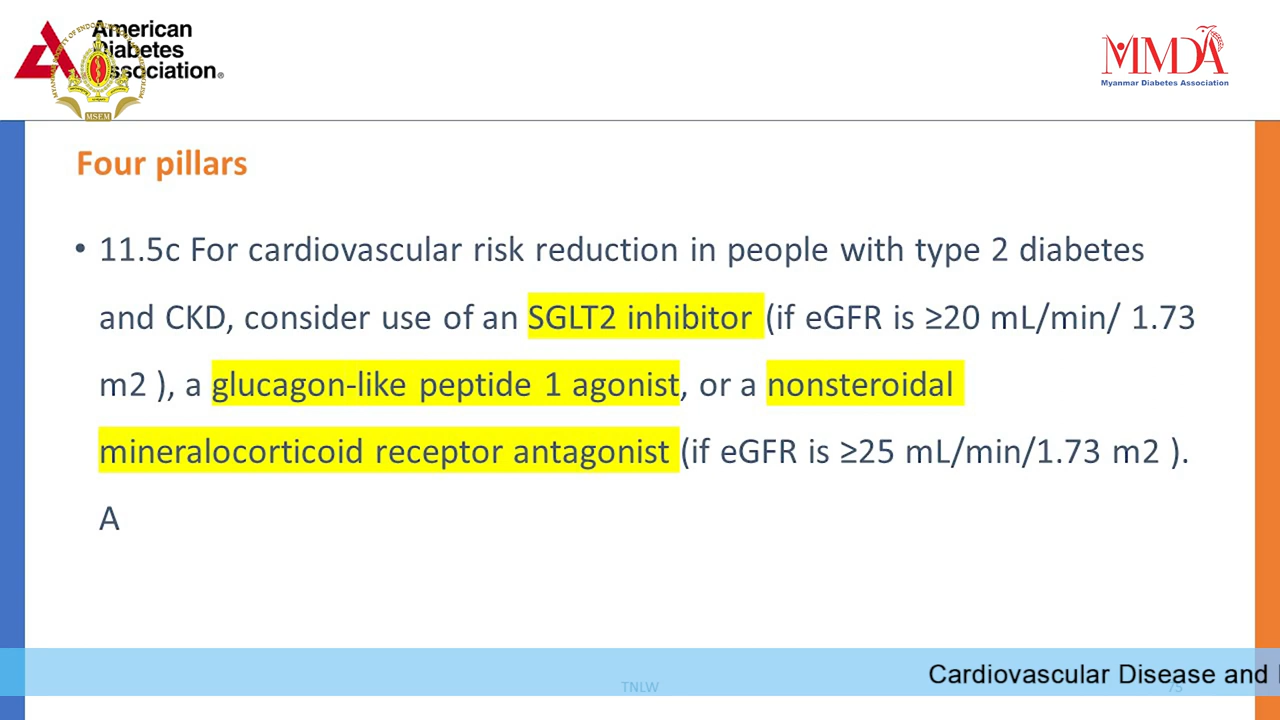 American
Diabetes
Association®
MSEM
MMDA
Myanmar Diabetes Association
Four pillars
• 11.5c For cardiovascular risk reduction in people with type 2 diabetes
and CKD, consider use of an SGLT2 inhibitor (if eGFR is ≥20 mL/min/ 1.73
m2 ), a glucagon-like peptide 1 agonist, or a nonsteroidal
mineralocorticoid receptor antagonist (if eGFR is ≥25 mL/min/1.73 m2 ).
A
Cardiovascular Disease and
TNLW
75